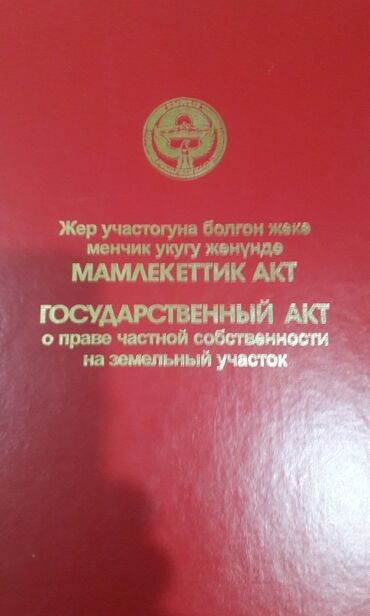 Жер участогуна болгон жеке
менчик укугу жөнүндө
МАМЛЕКЕТТИК АКТ
ГОСУДАРСТВЕННЫЙ АКТ
о праве частной собственности
на земельный участок